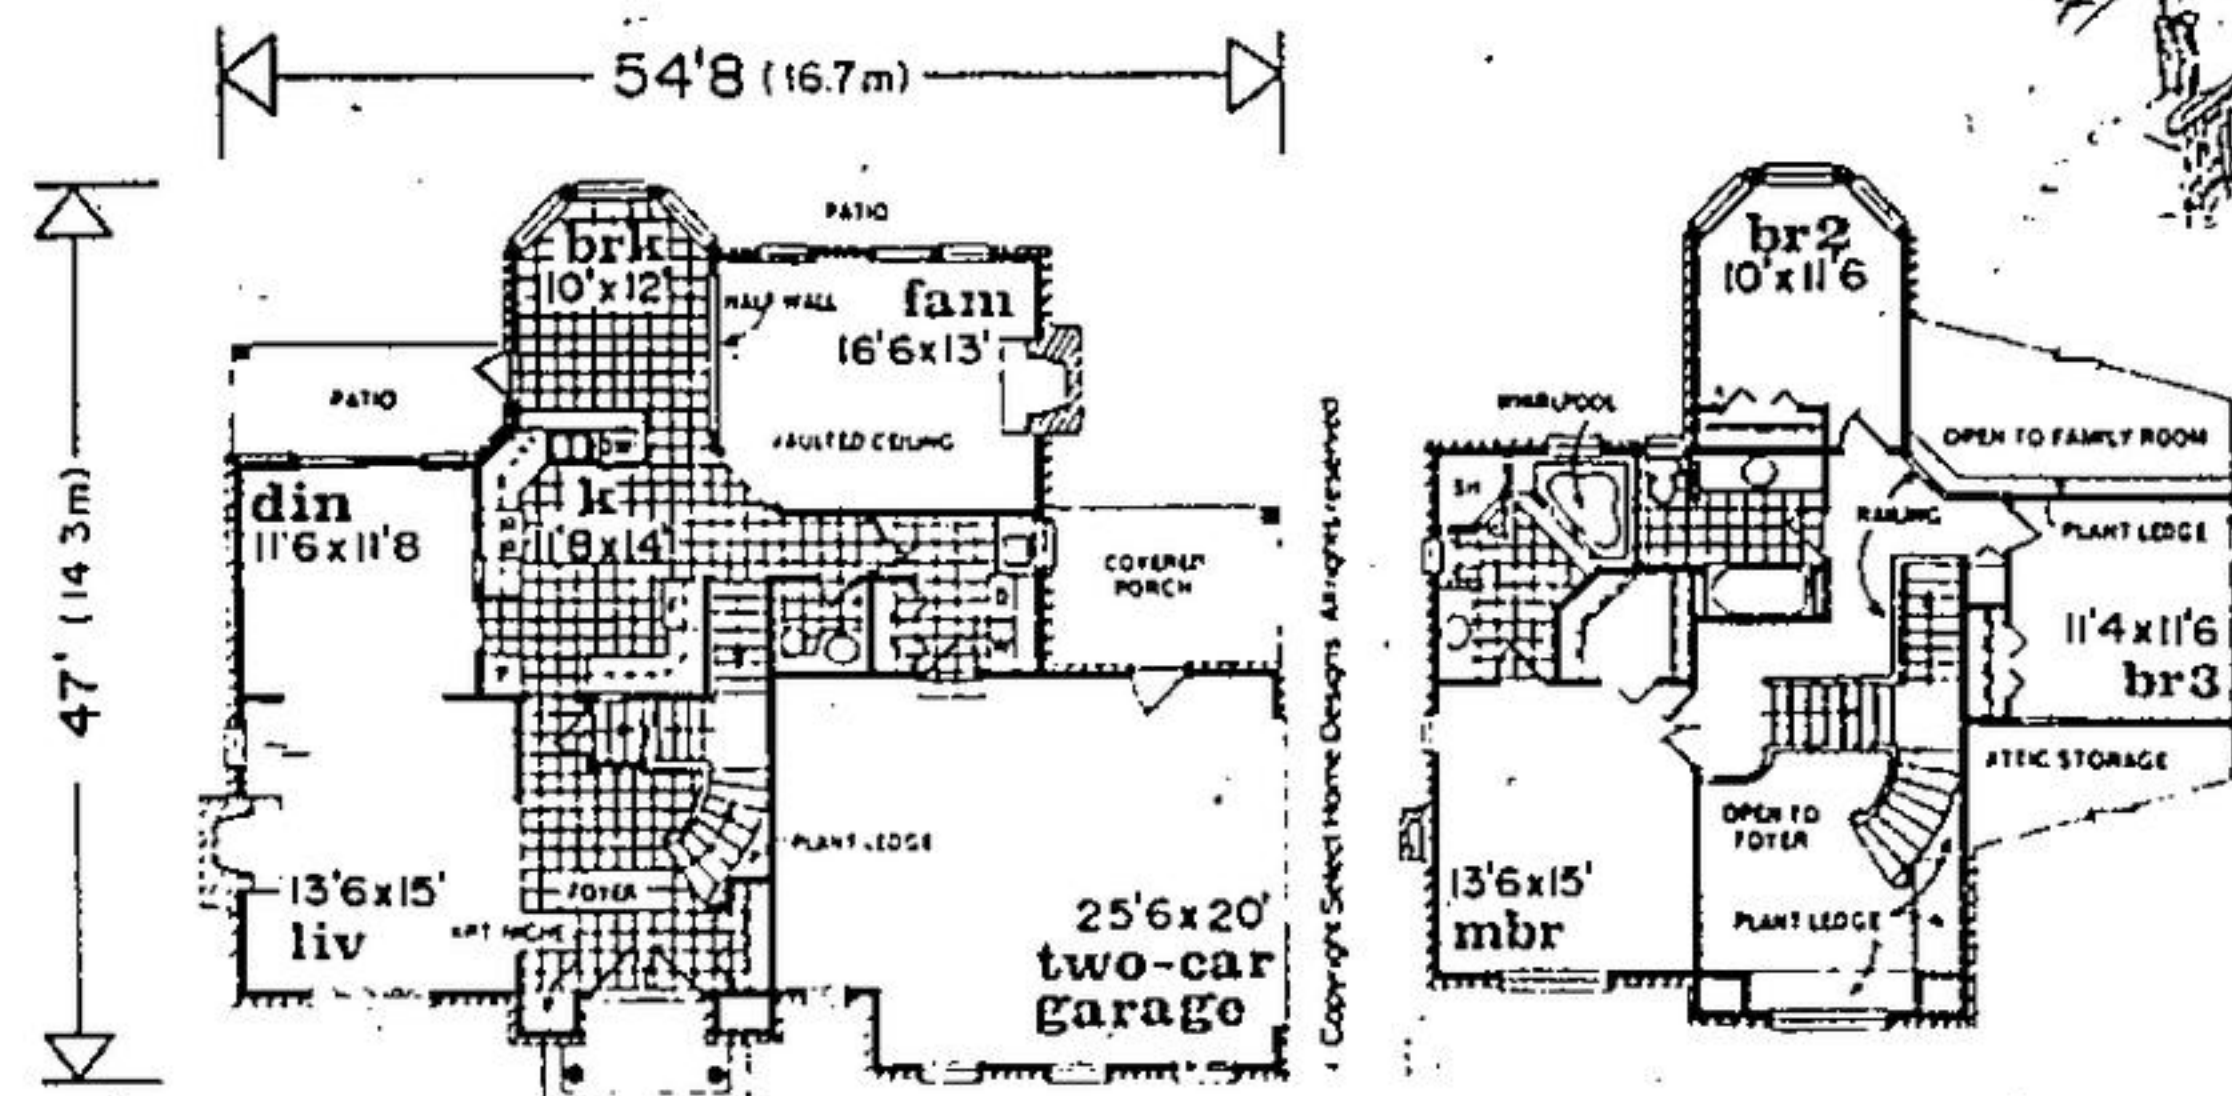 54'8 (16.7m)
47' (14 3m)
PATIO
brk
10'x12'
HALF WALL
fam
16'6x13'
PATIO
VAULTED CEILING
DW
din
11'6x11'8
k
11'8x14'
COVERED
PORCH
D
W
PLANT LEDGE
FOYER
13'6x15'
liv
ART NICHE
25'6x20'
two-car
garage
Copyright Select Home Designs All rights reserved
br2
10'x11'6
WHIRLPOOL
OPEN TO FAMILY ROOM
SH
RAILING
PLANT LEDGE
11'4x11'6
br3
ATTIC STORAGE
OPEN TO
FOYER
13'6x15'
mbr
PLANT LEDGE